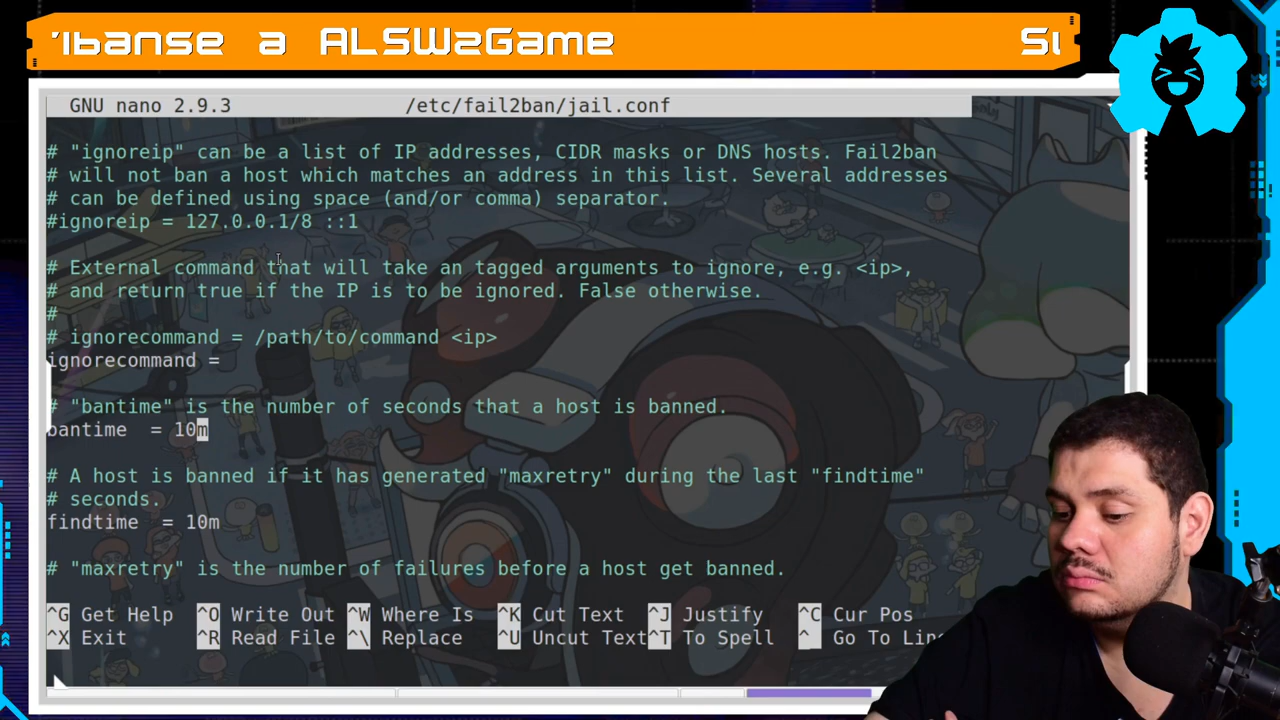 a ALSW2Game
GNU nano 2.9.3 /etc/fail2ban/jail.conf
# "ignoreip" can be a list of IP addresses, CIDR masks or DNS hosts. Fail2ban
# will not ban a host which matches an address in this list. Several addresses
# can be defined using space (and/or comma) separator.
#ignoreip = 127.0.0.1/8 ::1
# External command that will take an tagged arguments to ignore, e.g. <ip>,
# and return true if the IP is to be ignored. False otherwise.
#
# ignorecommand = /path/to/command <ip>
ignorecommand =
# "bantime" is the number of seconds that a host is banned.
bantime = 10m
# A host is banned if it has generated "maxretry" during the last "findtime"
# seconds.
findtime = 10m
# "maxretry" is the number of failures before a host get banned.
^G Get Help ^O Write Out ^W Where Is ^K Cut Text ^J Justify ^C Cur Pos
^X Exit ^R Read File ^\ Replace ^U Uncut Text ^T To Spell ^_ Go To